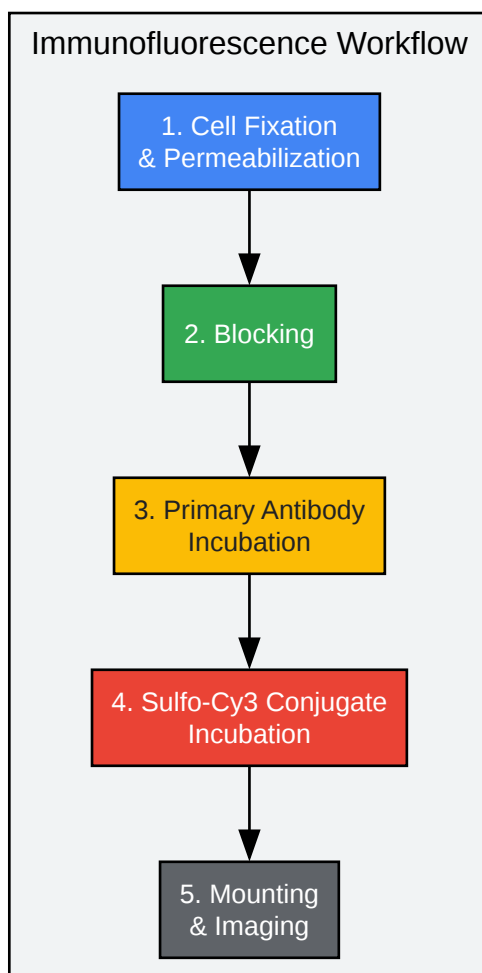 Immunofluorescence Workflow
1. Cell Fixation
& Permeabilization
2. Blocking
3. Primary Antibody
Incubation
4. Sulfo-Cy3 Conjugate
Incubation
5. Mounting
& Imaging